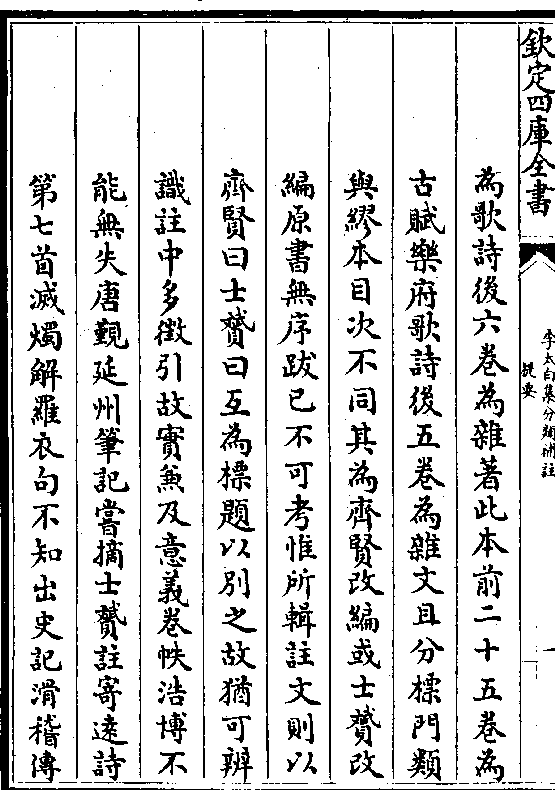 欽定四庫全書
李太白集分類補註
提要
為歌詩後六卷為雜著此本前二十五卷為
古賦樂府歌詩後五卷為雜文且分標門類
與繆本目次不同其為齊賢改編或士贇改
編原書無序跋已不可考惟所輯註文則以
齊賢曰士贇曰互為標題以別之故猶可辨
識註中多徵引故實兼及意義卷帙浩博不
能無失唐覲延州筆記嘗摘士贇註寄遠詩
第七首滅燭解羅衣句不知出史記滑稽傳